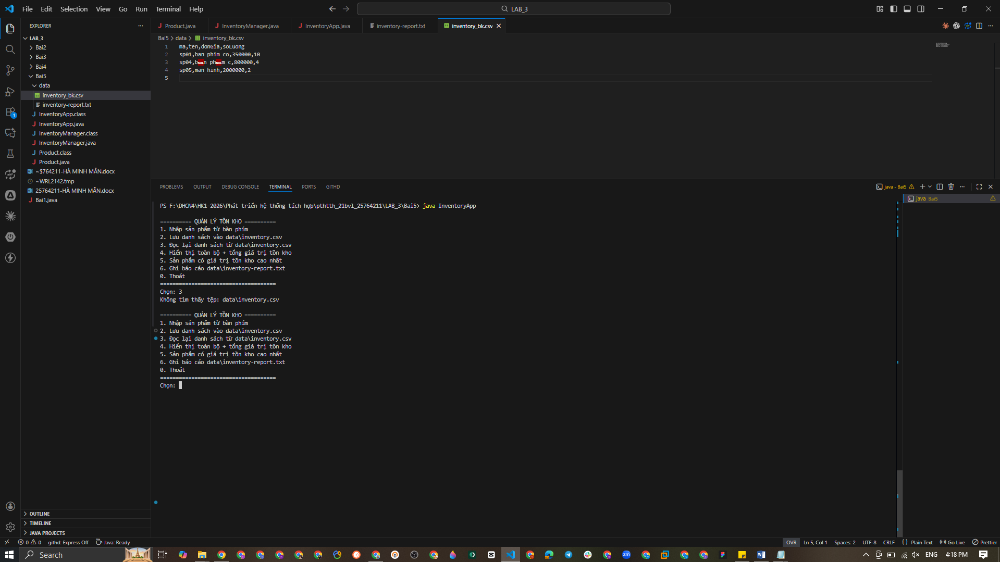 File Edit Selection View Go Run Terminal Help
LAB_3
EXPLORER
LAB_3
Bai2
Bai3
Bai4
Bai5
data
inventory_bk.csv
inventory-report.txt
InventoryApp.class
InventoryApp.java
InventoryManager.class
InventoryManager.java
Product.class
Product.java
~$764211-HÀ MINH MẪN.docx
~WRL2142.tmp
25764211-HÀ MINH MẪN.docx
Bai1.java
OUTLINE
TIMELINE
JAVA PROJECTS
Product.java InventoryManager.java InventoryApp.java inventory-report.txt inventory_bk.csv
Bai5 > data > inventory_bk.csv
1 ma,ten,donGia,soLuong
2 sp01,ban phim co,350000,10
3 sp04,bNULn phNULm c,800000,4
4 sp05,man hinh,2000000,2
5
PROBLEMS OUTPUT DEBUG CONSOLE TERMINAL PORTS GITHD
java - Bai5
java Bai5
PS F:\DHCN4\HK1-2026\Phát triển hệ thống tích hợp\pthtth_21bvl_25764211\LAB_3\Bai5> java InventoryApp
========== QUẢN LÝ TỒN KHO ==========
1. Nhập sản phẩm từ bàn phím
2. Lưu danh sách vào data\inventory.csv
3. Đọc lại danh sách từ data\inventory.csv
4. Hiển thị toàn bộ + tổng giá trị tồn kho
5. Sản phẩm có giá trị tồn kho cao nhất
6. Ghi báo cáo data\inventory-report.txt
0. Thoát
=====================================
Chọn: 3
Không tìm thấy tệp: data\inventory.csv
========== QUẢN LÝ TỒN KHO ==========
1. Nhập sản phẩm từ bàn phím
2. Lưu danh sách vào data\inventory.csv
3. Đọc lại danh sách từ data\inventory.csv
4. Hiển thị toàn bộ + tổng giá trị tồn kho
5. Sản phẩm có giá trị tồn kho cao nhất
6. Ghi báo cáo data\inventory-report.txt
0. Thoát
=====================================
Chọn:
0 0 githd: Express Off Java: Ready OVR Ln 5, Col 1 Spaces: 2 UTF-8 CRLF { } Plain Text Go Live Prettier
Search ENG 4:18 PM